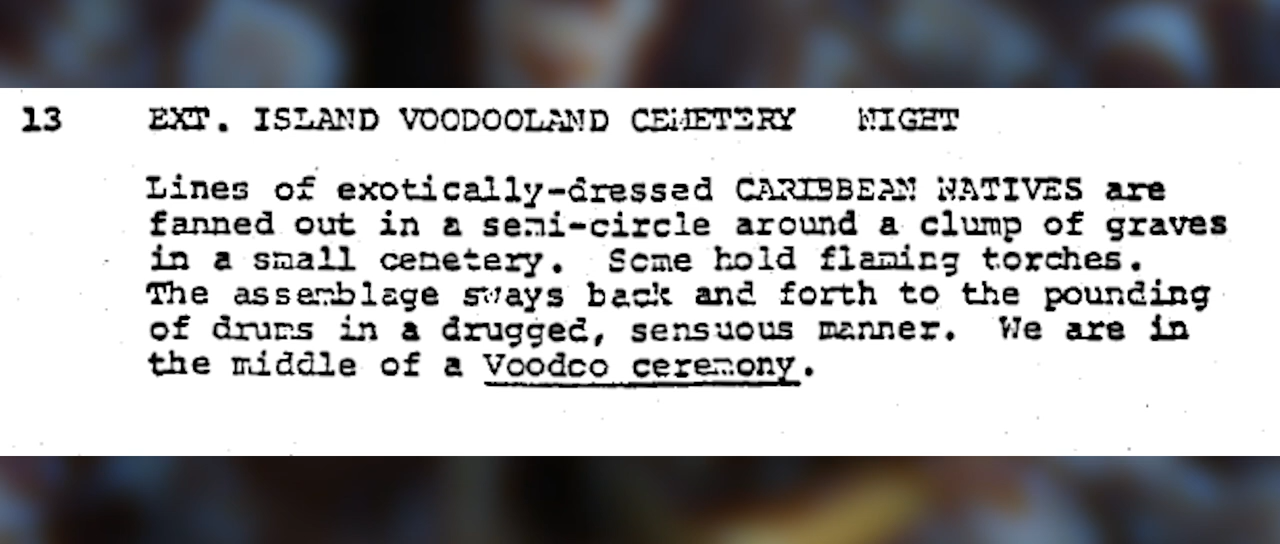 13 EXT. ISLAND VOODOOLAND CEMETERY NIGHT
Lines of exotically-dressed CARIBBEAN NATIVES are
fanned out in a semi-circle around a clump of graves
in a small cemetery. Some hold flaming torches.
The assemblage sways back and forth to the pounding
of drums in a drugged, sensuous manner. We are in
the middle of a Voodoo ceremony.